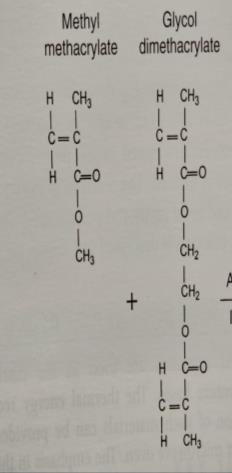 Methyl Glycol
methacrylate dimethacrylate
H CH₃ H CH₃
C=C C=C
H C=O H C=O
O O
CH₃ CH₂
+ CH₂
O
H C=O
C=C
H CH₃